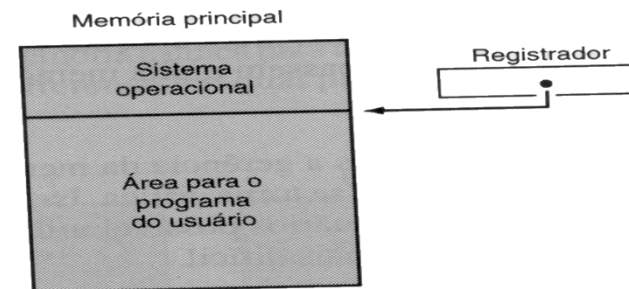 Memória principal
Registrador
Sistema
operacional
Área para o
programa
do usuário